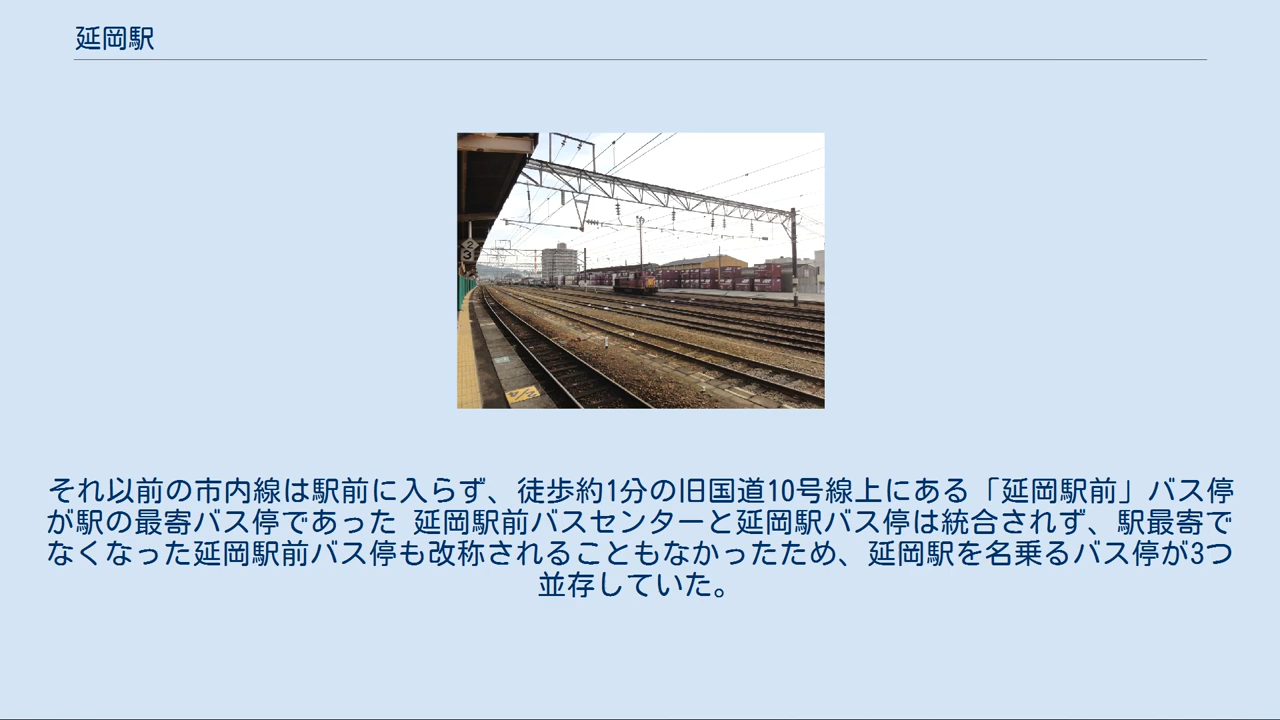 延岡駅
2
3
それ以前の市内線は駅前に入らず、徒歩約1分の旧国道10号線上にある「延岡駅前」バス停
が駅の最寄バス停であった 延岡駅前バスセンターと延岡駅バス停は統合されず、駅最寄で
なくなった延岡駅前バス停も改称されることもなかったため、延岡駅を名乗るバス停が3つ
並存していた。